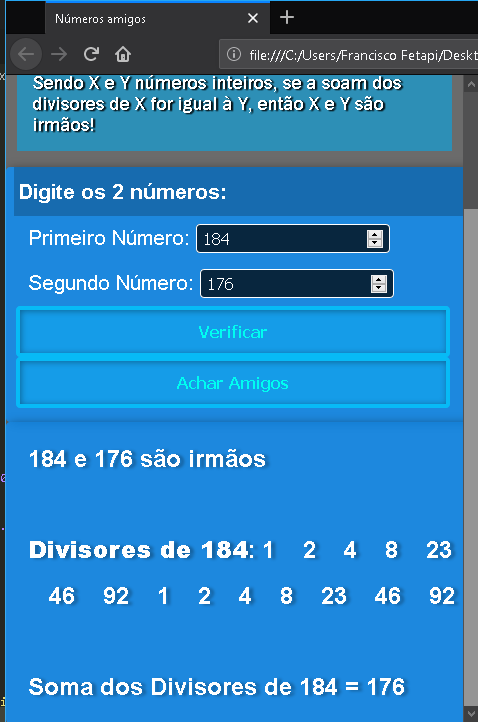 Números amigos
file:///C:/Users/Francisco Fetapi/Deskt
Sendo X e Y números inteiros, se a soam dos
divisores de X for igual à Y, então X e Y são
irmãos!
Digite os 2 números:
Primeiro Número: 184
Segundo Número: 176
Verificar
Achar Amigos
184 e 176 são irmãos
Divisores de 184: 1 2 4 8 23
46 92 1 2 4 8 23 46 92
Soma dos Divisores de 184 = 176